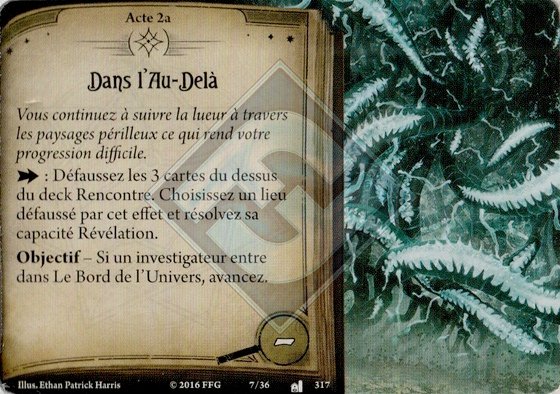 Acte 2a
Dans l'Au-Delà
Vous continuez à suivre la lueur à travers
les paysages périlleux ce qui rend votre
progression difficile.
: Défaussez les 3 cartes du dessus
du deck Rencontre. Choisissez un lieu
défaussé par cet effet et résolvez sa
capacité Révélation.
Objectif – Si un investigateur entre
dans Le Bord de l'Univers, avancez.
–
Illus. Ethan Patrick Harris © 2016 FFG 7/36 317